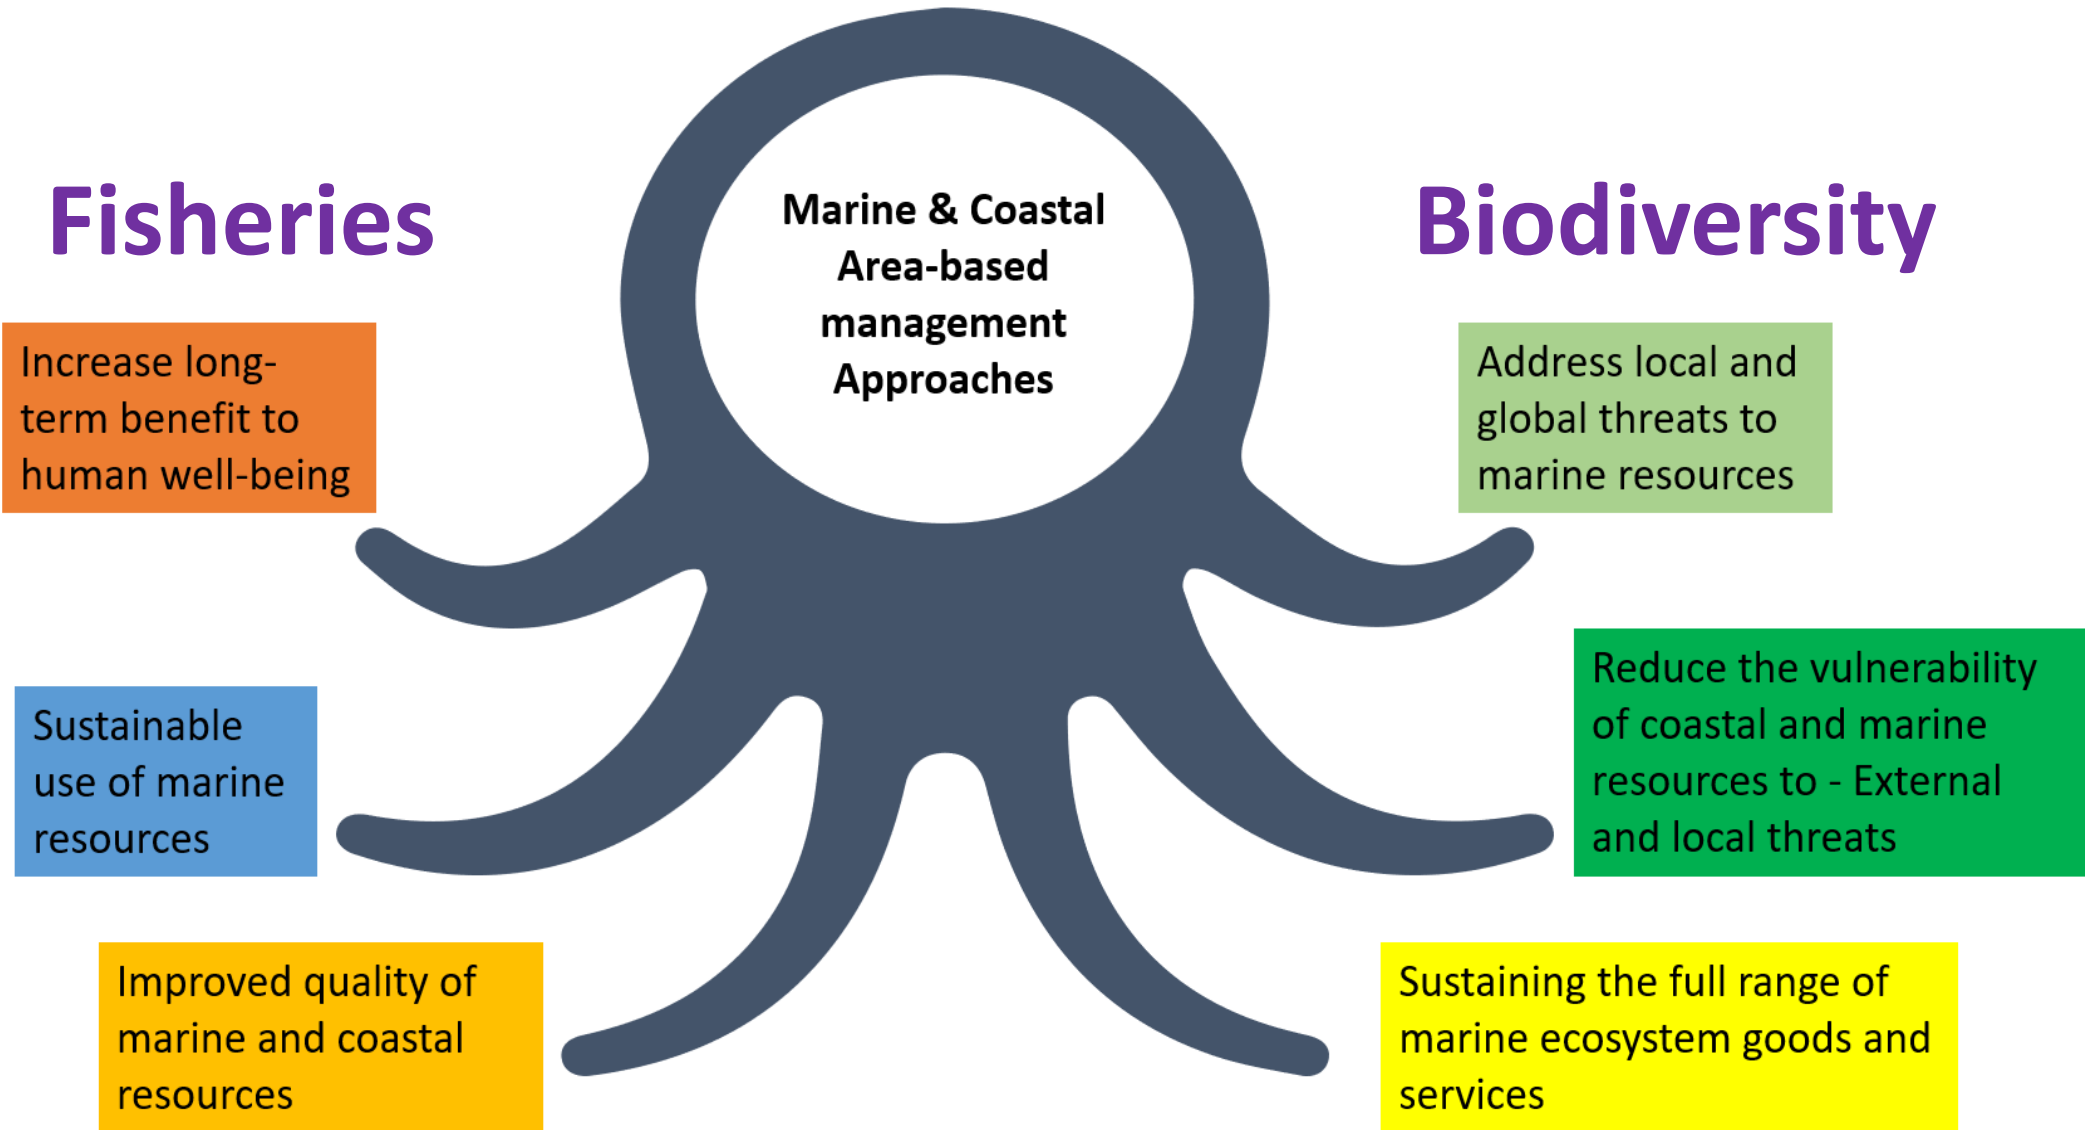 Fisheries
Increase long-
term benefit to
human well-being
Sustainable
use of marine
resources
Improved quality of
marine and coastal
resources
Marine & Coastal
Area-based
management
Approaches
Biodiversity
Address local and
global threats to
marine resources
Reduce the vulnerability
of coastal and marine
resources to - External
and local threats
Sustaining the full range of
marine ecosystem goods and
services